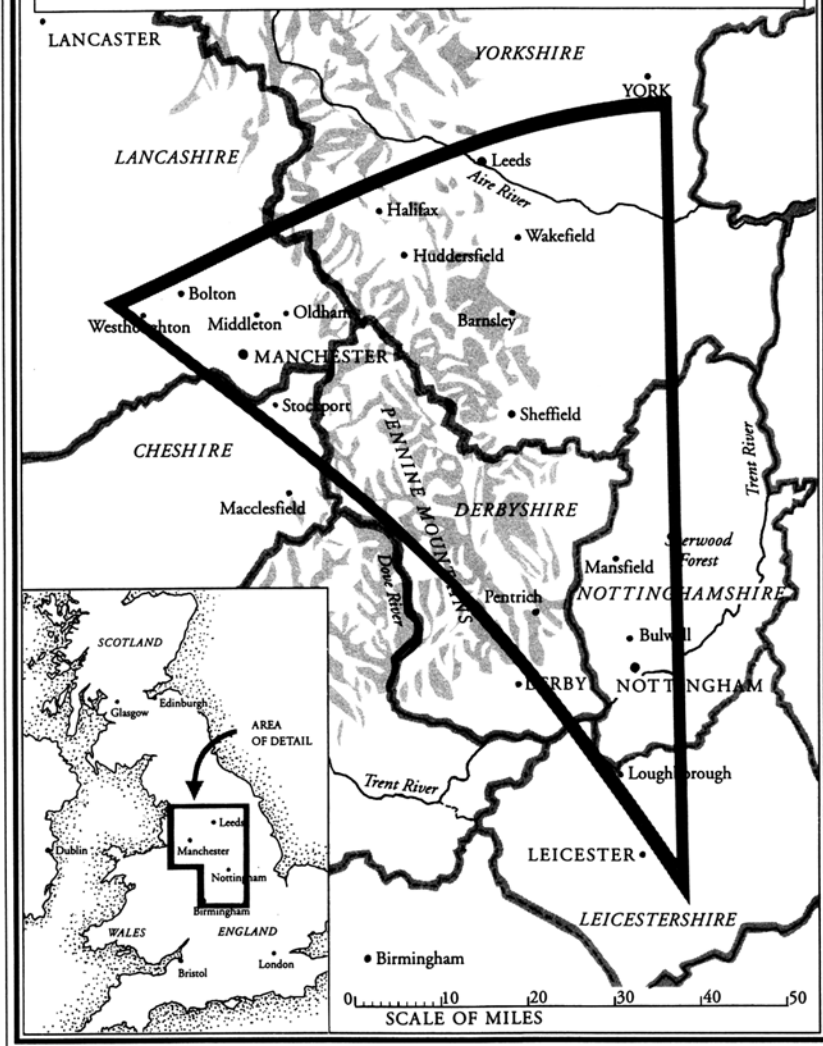 LANCASTER
YORKSHIRE
YORK
LANCASHIRE
Leeds
Aire River
Halifax
Wakefield
Huddersfield
Bolton
Westhoughton
Middleton
Oldham
Barnsley
MANCHESTER
Stockport
Sheffield
CHESHIRE
PENNINE MOUNTAINS
Trent River
Macclesfield
DERBYSHIRE
Sherwood
Forest
Mansfield
Dove River
Pentrich
NOTTINGHAMSHIRE
Bulwell
DERBY
NOTTINGHAM
Trent River
Loughborough
LEICESTER
LEICESTERSHIRE
Birmingham
SCOTLAND
Glasgow
Edinburgh
AREA
OF DETAIL
Leeds
Manchester
Dublin
Nottingham
Birmingham
WALES
ENGLAND
Bristol
London
0 10 20 30 40 50
SCALE OF MILES